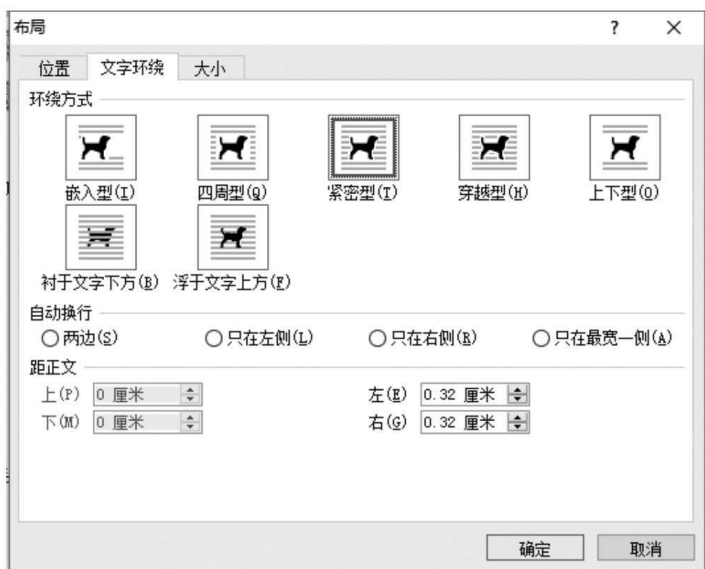 布局 ? ×
位置 文字环绕 大小
环绕方式
嵌入型(I) 四周型(Q) 紧密型(T) 穿越型(H) 上下型(O)
衬于文字下方(B) 浮于文字上方(F)
自动换行
两边(S) 只在左侧(L) 只在右侧(R) 只在最宽一侧(A)
距正文
上(P) 0 厘米 左(E) 0.32 厘米
下(M) 0 厘米 右(G) 0.32 厘米
确定 取消